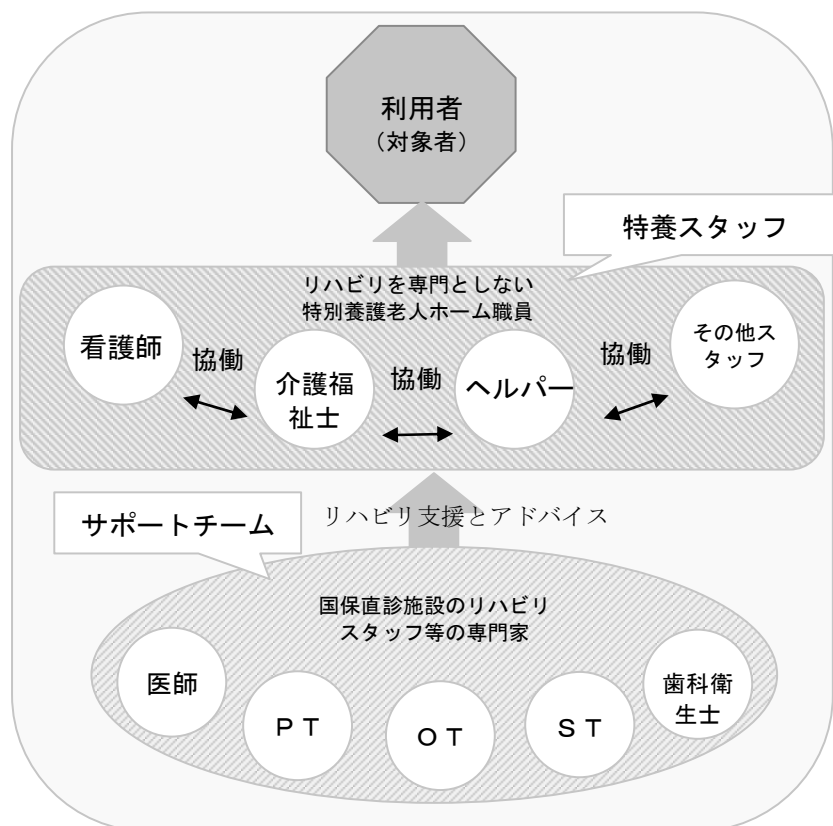 利用者
（対象者）
特養スタッフ
リハビリを専門としない
特別養護老人ホーム職員
看護師
協働
介護福
祉士
協働
ヘルパー
協働
その他ス
タッフ
サポートチーム
リハビリ支援とアドバイス
国保直診施設のリハビリ
スタッフ等の専門家
医師
ＰＴ
ＯＴ
ＳＴ
歯科衛
生士